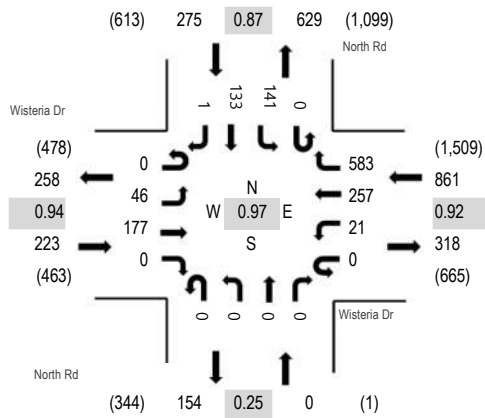 (613) 275 0.87 629 (1,099)
North Rd
1 133 141 0
Wisteria Dr
(478) 0 583 (1,509)
258 46 N 257 861
0.94 W 0.97 E 0.92
223 177 S 21 318
(463) 0 0 (665)
0 0 0 0
Wisteria Dr
North Rd
(344) 154 0.25 0 (1)